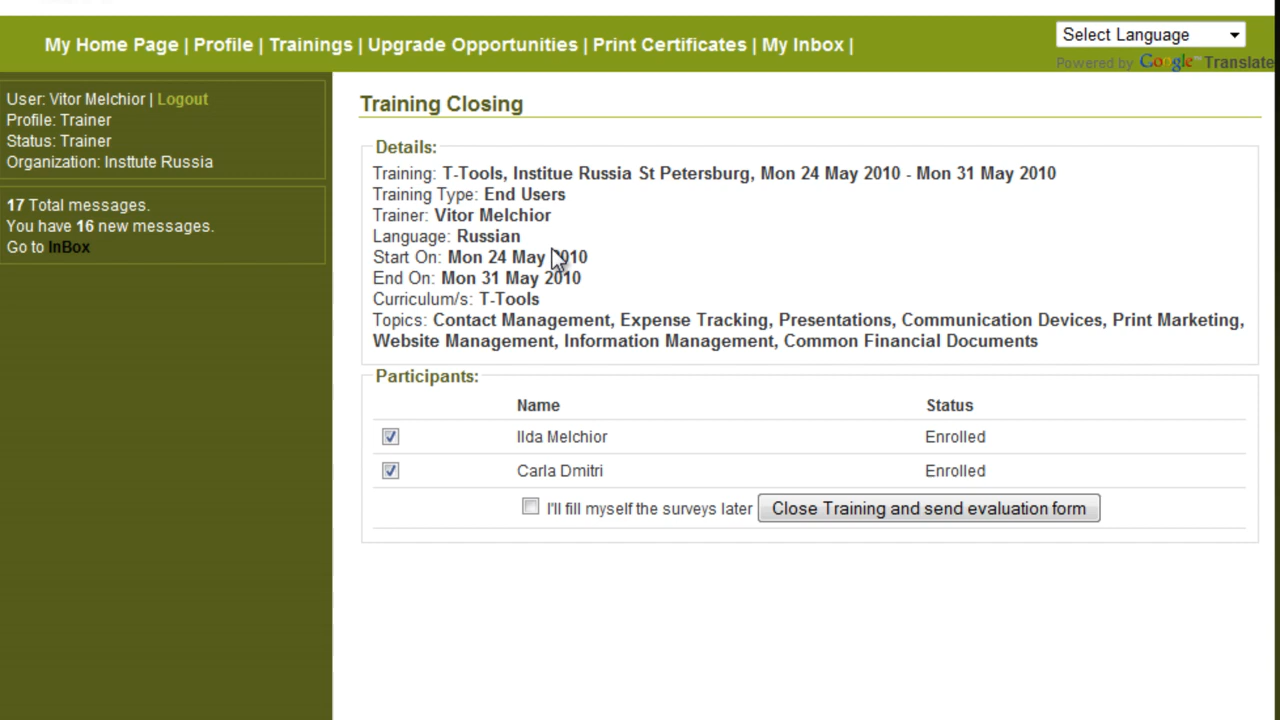 My Home Page | Profile | Trainings | Upgrade Opportunities | Print Certificates | My Inbox |
Select Language
Powered by Google™ Translate
User: Vitor Melchior | Logout
Profile: Trainer
Status: Trainer
Organization: Insttute Russia
17 Total messages.
You have 16 new messages.
Go to InBox
Training Closing
Details:
Training: T-Tools, Institue Russia St Petersburg, Mon 24 May 2010 - Mon 31 May 2010
Training Type: End Users
Trainer: Vitor Melchior
Language: Russian
Start On: Mon 24 May 2010
End On: Mon 31 May 2010
Curriculum/s: T-Tools
Topics: Contact Management, Expense Tracking, Presentations, Communication Devices, Print Marketing,
Website Management, Information Management, Common Financial Documents
Participants:
Name Status
Ilda Melchior Enrolled
Carla Dmitri Enrolled
I'll fill myself the surveys later Close Training and send evaluation form